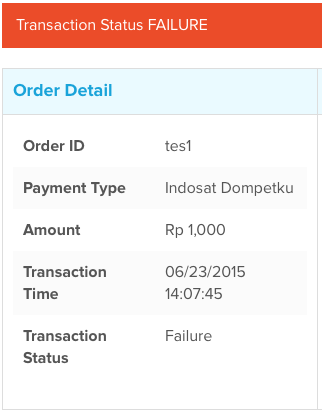 Transaction Status FAILURE
Order Detail
Order ID tes1
Payment Type Indosat Dompetku
Amount Rp 1,000
Transaction Time 06/23/2015 14:07:45
Transaction Status Failure